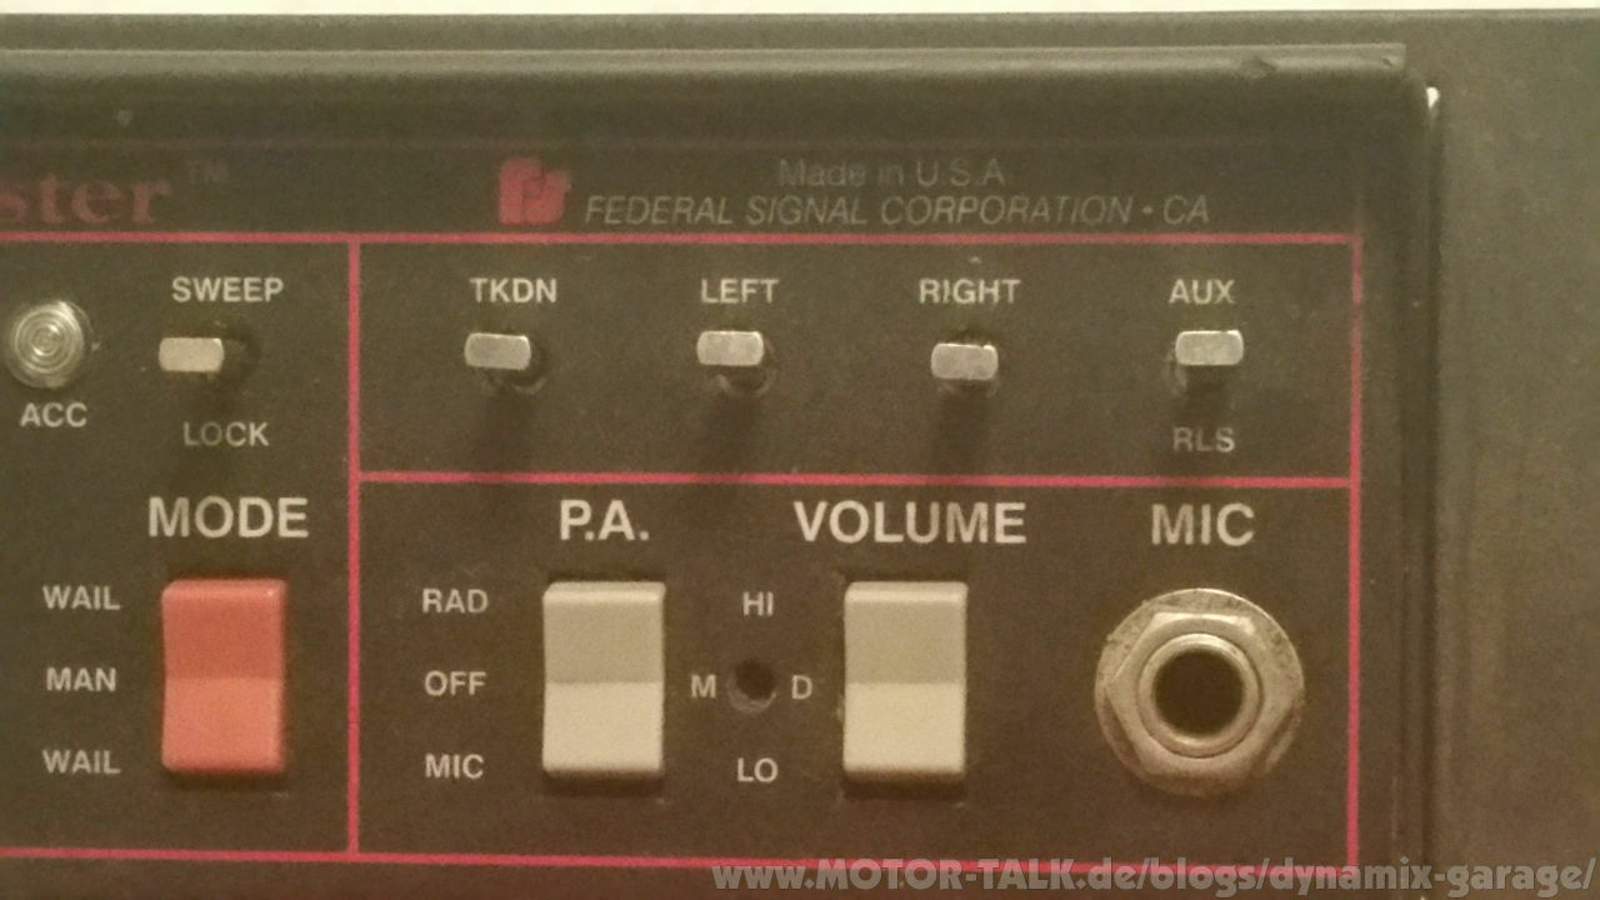 ster™
Made in U.S.A.
FEDERAL SIGNAL CORPORATION • CA
SWEEP TKDN LEFT RIGHT AUX
ACC LOCK RLS
MODE P.A. VOLUME MIC
WAIL RAD HI
MAN OFF M D
WAIL MIC LO
www.MOTOR-TALK.de/blogs/dynamix-garage/